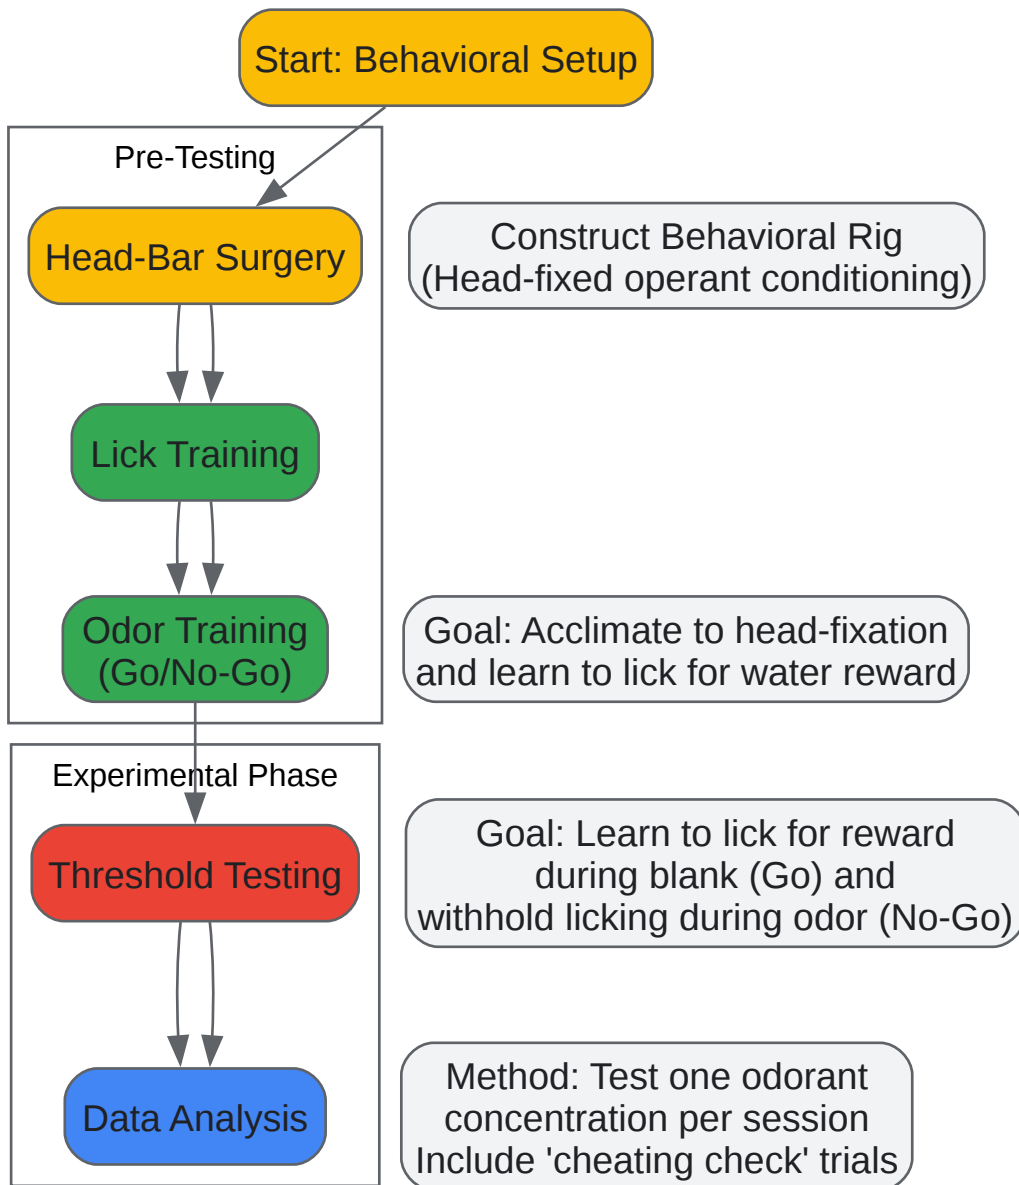 Start: Behavioral Setup
Pre-Testing
Head-Bar Surgery
Construct Behavioral Rig
(Head-fixed operant conditioning)
Lick Training
Odor Training
(Go/No-Go)
Goal: Acclimate to head-fixation
and learn to lick for water reward
Experimental Phase
Threshold Testing
Goal: Learn to lick for reward
during blank (Go) and
withhold licking during odor (No-Go)
Data Analysis
Method: Test one odorant
concentration per session
Include 'cheating check' trials